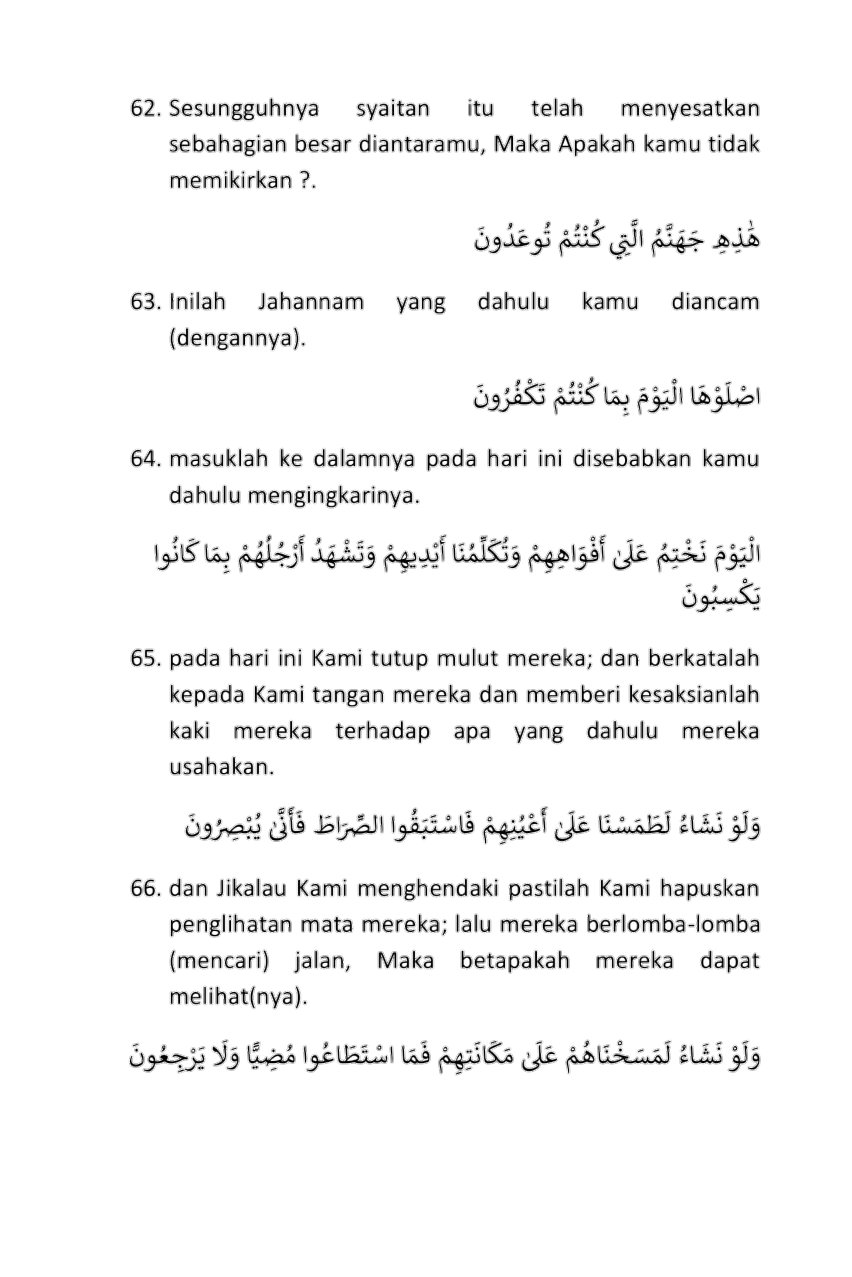 62. Sesungguhnya syaitan itu telah menyesatkan
sebahagian besar diantaramu, Maka Apakah kamu tidak
memikirkan ?.
هَٰذِهِ جَهَنَّمُ الَّتِي كُنْتُمْ تُوعَدُونَ
63. Inilah Jahannam yang dahulu kamu diancam
(dengannya).
اصْلَوْهَا الْيَوْمَ بِمَا كُنْتُمْ تَكْفُرُونَ
64. masuklah ke dalamnya pada hari ini disebabkan kamu
dahulu mengingkarinya.
الْيَوْمَ نَخْتِمُ عَلَىٰ أَفْوَاهِهِمْ وَتُكَلِّمُنَا أَيْدِيهِمْ وَتَشْهَدُ أَرْجُلُهُمْ بِمَا كَانُوا
يَكْسِبُونَ
65. pada hari ini Kami tutup mulut mereka; dan berkatalah
kepada Kami tangan mereka dan memberi kesaksianlah
kaki mereka terhadap apa yang dahulu mereka
usahakan.
وَلَوْ نَشَاءُ لَطَمَسْنَا عَلَىٰ أَعْيُنِهِمْ فَاسْتَبَقُوا الصِّرَاطَ فَأَنَّىٰ يُبْصِرُونَ
66. dan Jikalau Kami menghendaki pastilah Kami hapuskan
penglihatan mata mereka; lalu mereka berlomba-lomba
(mencari) jalan, Maka betapakah mereka dapat
melihat(nya).
وَلَوْ نَشَاءُ لَمَسَخْنَاهُمْ عَلَىٰ مَكَانَتِهِمْ فَمَا اسْتَطَاعُوا مُضِيًّا وَلَا يَرْجِعُونَ